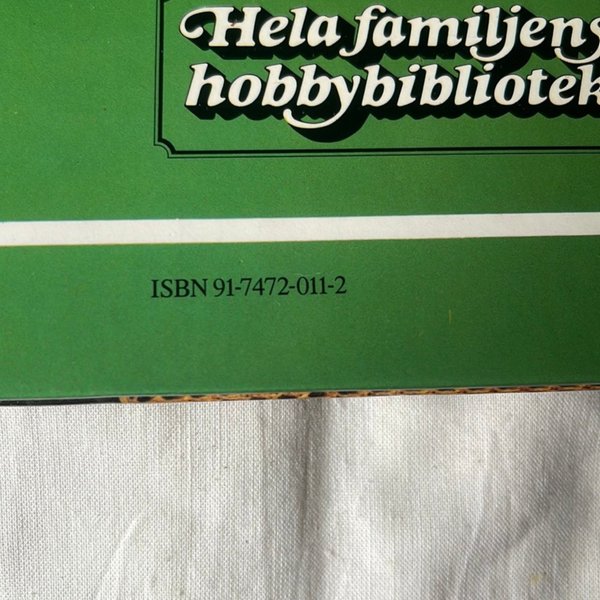 Hela familjens
hobbybibliotek
ISBN 91-7472-011-2